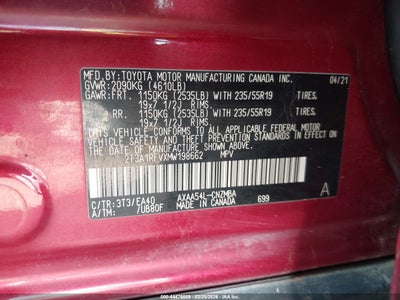 MFD. BY: TOYOTA MOTOR MANUFACTURING CANADA INC. 04/21
GVWR: 2090KG (4610LB)
GAWR: FRT. 1150KG (2535LB) WITH 235/55R19 TIRES,
19x7 1/2J RIMS,
RR. 1150KG (2535LB) WITH 235/55R19 TIRES,
19x7 1/2J RIMS,
THIS VEHICLE CONFORMS TO ALL APPLICABLE FEDERAL MOTOR
VEHICLE SAFETY, BUMPER, AND THEFT PREVENTION STANDARDS
IN EFFECT ON THE DATE OF MANUFACTURE SHOWN ABOVE.
2T3A1RFVXMW198662 MPV
C/TR: 3T3/EA40 AXAA54L-CNZMBA A
A/TM: 7UB80F MADE IN CANADA 699